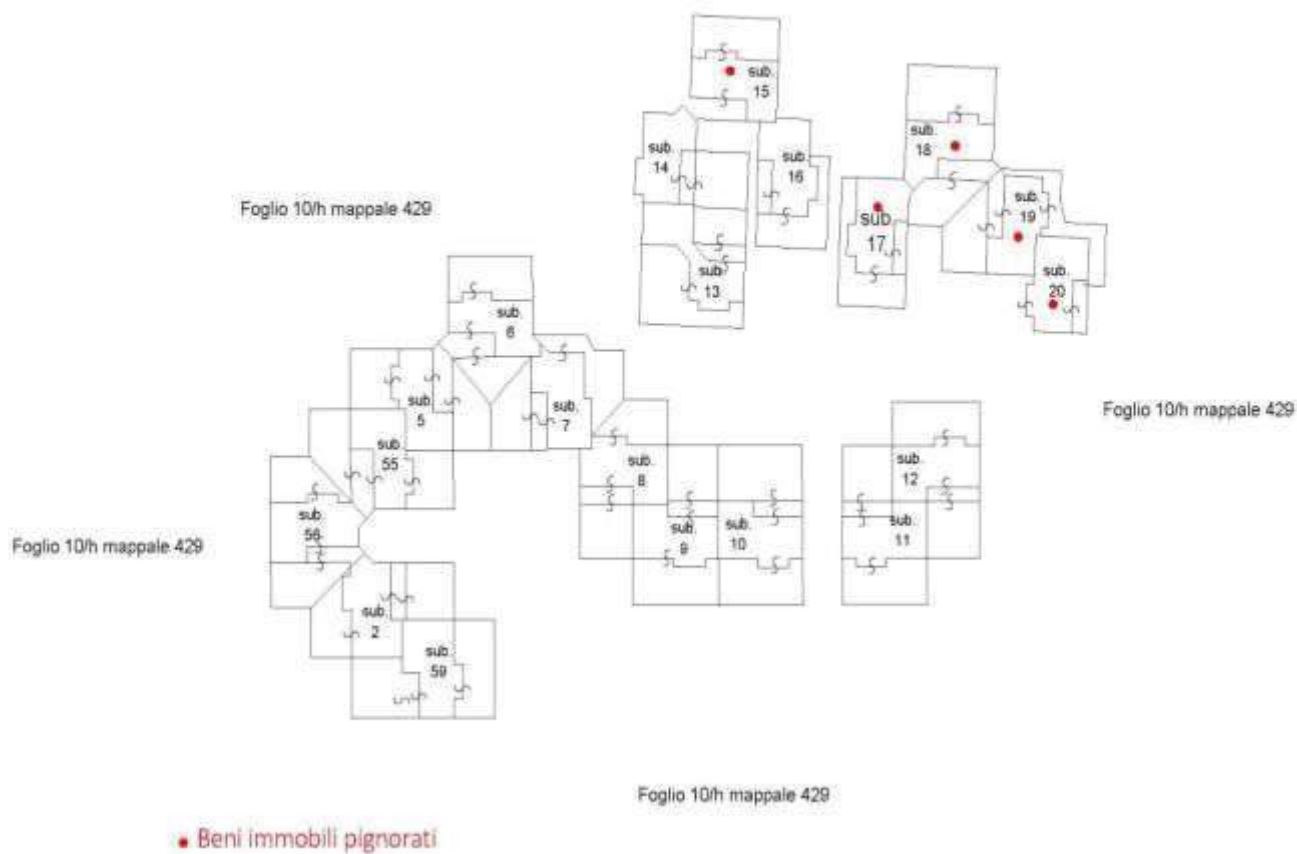 sub.
15
sub.
18
sub.
14
sub.
16
Foglio 10/h mappale 429
sub.
19
sub
17
sub.
13
sub.
20
sub.
6
sub.
5
sub.
7
Foglio 10/h mappale 429
sub.
55
sub.
8
sub.
12
Foglio 10/h mappale 429
sub.
56
sub.
9
sub.
10
sub.
11
sub.
2
sub.
59
Foglio 10/h mappale 429
Beni immobili pignorati